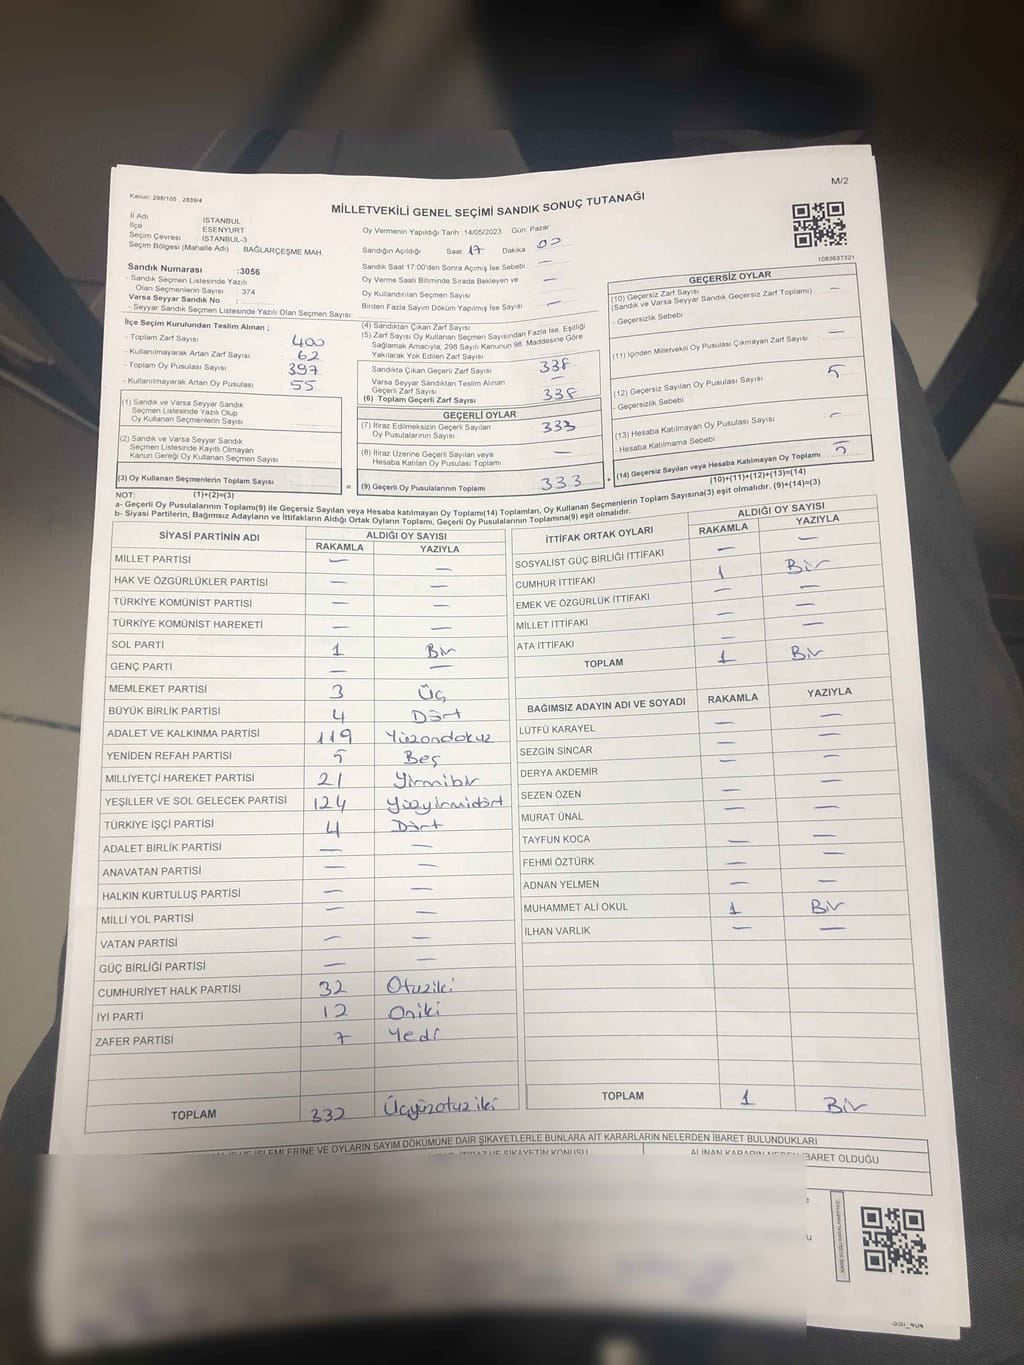 Kanun: 298/105 2839/4
M/2
MİLLETVEKİLİ GENEL SEÇİMİ SANDIK SONUÇ TUTANAĞI
İl Adı : İSTANBUL
İlçe : ESENYURT
Seçim Çevresi : İSTANBUL-3
Seçim Bölgesi (Mahalle Adı) : BAĞLARÇEŞME MAH.
Sandık Numarası :3056
- Sandık Seçmen Listesinde Yazılı
Olan Seçmenlerin Sayısı : 374
Varsa Seyyar Sandık No :
- Seyyar Sandık Seçmen Listesinde Yazılı Olan Seçmen Sayısı:
Oy Vermenin Yapıldığı Tarih :14/05/2023 Gün: Pazar
Sandığın Açıldığı Saat: 17 Dakika: 00
Sandık Saat 17:00'den Sonra Açımış İse Sebebi: —
Oy Verme Saati Bitiminde Sırada Bekleyen ve
Oy Kullandırılan Seçmen Sayısı —
Birden Fazla Sayım Döküm Yapılmış İse Sayısı —
1083637321
İlçe Seçim Kurulundan Teslim Alınan ;
- Toplam Zarf Sayısı : 400
- Kullanılmayarak Artan Zarf Sayısı : 62
- Toplam Oy Pusulası Sayısı : 397
- Kullanılmayarak Artan Oy Pusulası : 55
(1) Sandık ve Varsa Seyyar Sandık
Seçmen Listesinde Yazılı Olup
Oy Kullanan Seçmenlerin Sayısı :
(2) Sandık ve Varsa Seyyar Sandık
Seçmen Listesinde Kayıtlı Olmayan
Kanun Gereği Oy Kullanan Seçmen Sayısı :
(3) Oy Kullanan Seçmenlerin Toplam Sayısı :
(1)+(2)=(3)
(4) Sandıktan Çıkan Zarf Sayısı
(5) Zarf Sayısı Oy Kullanan Seçmen Sayısından Fazla İse, Eşitliği
Sağlamak Amacıyla; 298 Sayılı Kanunun 98. Maddesine Göre
Yakılarak Yok Edilen Zarf Sayısı
Sandıkta Çıkan Geçerli Zarf Sayısı 338
Varsa Seyyar Sandıktan Teslim Alınan
Geçerli Zarf Sayısı —
(6) Toplam Geçerli Zarf Sayısı 338
GEÇERLİ OYLAR
(7) İtiraz Edilmeksizin Geçerli Sayılan
Oy Pusulalarının Sayısı 333
(8) İtiraz Üzerine Geçerli Sayılan veya
Hesaba Katılan Oy Pusulası Toplamı —
= (9) Geçerli Oy Pusulalarının Toplamı 333
GEÇERSİZ OYLAR
(10) Geçersiz Zarf Sayısı
(Sandık ve Varsa Seyyar Sandık Geçersiz Zarf Toplamı) : —
- Geçersizlik Sebebi :
(11) İçinden Milletvekili Oy Pusulası Çıkmayan Zarf Sayısı : —
(12) Geçersiz Sayılan Oy Pusulası Sayısı : 5
- Geçersizlik Sebebi
(13) Hesaba Katılmayan Oy Pusulası Sayısı : —
- Hesaba Katılmama Sebebi :
+ (14) Geçersiz Sayılan veya Hesaba Katılmayan Oy Toplamı : 5
(10)+(11)+(12)+(13)=(14)
NOT:
a- Geçerli Oy Pusulalarının Toplamı(9) ile Geçersiz Sayılan veya Hesaba katılmayan Oy Toplamı(14) Toplamları, Oy Kullanan Seçmenlerin Toplam Sayısına(3) eşit olmalıdır. (9)+(14)=(3)
b- Siyasi Partilerin, Bağımsız Adayların ve İttifakların Aldığı Ortak Oyların Toplamı, Geçerli Oy Pusulalarının Toplamına(9) eşit olmalıdır.
SİYASİ PARTİNİN ADI ALDIĞI OY SAYISI
RAKAMLA YAZIYLA
MİLLET PARTİSİ — —
HAK VE ÖZGÜRLÜKLER PARTİSİ — —
TÜRKİYE KOMÜNİST PARTİSİ — —
TÜRKİYE KOMÜNİST HAREKETİ — —
SOL PARTİ 1 Bir
GENÇ PARTİ — —
MEMLEKET PARTİSİ 3 Üç
BÜYÜK BİRLİK PARTİSİ 4 Dört
ADALET VE KALKINMA PARTİSİ 119 Yüzondokuz
YENİDEN REFAH PARTİSİ 5 Beş
MİLLİYETÇİ HAREKET PARTİSİ 21 Yirmibir
YEŞİLLER VE SOL GELECEK PARTİSİ 124 Yüzyirmidört
TÜRKİYE İŞÇİ PARTİSİ 4 Dört
ADALET BİRLİK PARTİSİ — —
ANAVATAN PARTİSİ — —
HALKIN KURTULUŞ PARTİSİ — —
MİLLİ YOL PARTİSİ — —
VATAN PARTİSİ — —
GÜÇ BİRLİĞİ PARTİSİ — —
CUMHURİYET HALK PARTİSİ 32 Otuziki
İYİ PARTİ 12 Oniki
ZAFER PARTİSİ 7 Yedi
TOPLAM 332 Üçyüzotuziki
İTTİFAK ORTAK OYLARI ALDIĞI OY SAYISI
RAKAMLA YAZIYLA
SOSYALİST GÜÇ BİRLİĞİ İTTİFAKI — —
CUMHUR İTTİFAKI 1 Bir
EMEK VE ÖZGÜRLÜK İTTİFAKI — —
MİLLET İTTİFAKI — —
ATA İTTİFAKI — —
TOPLAM 1 Bir
BAĞIMSIZ ADAYIN ADI VE SOYADI RAKAMLA YAZIYLA
LÜTFÜ KARAYEL — —
SEZGİN SİNCAR — —
DERYA AKDEMİR —
SEZEN ÖZEN — —
MURAT ÜNAL — —
TAYFUN KOCA — —
FEHMİ ÖZTÜRK — —
ADNAN YELMEN — —
MUHAMMET ALİ OKUL 1 Bir
İLHAN VARLIK — —
TOPLAM 1 Bir
İŞLEMLERİNE VE OYLARIN SAYIM DÖKÜMÜNE DAİR ŞİKAYETLERLE BUNLARA AİT KARARLARIN NELERDEN İBARET BULUNDUKLARI
İTİRAZ VE ŞİKAYETİN KONUSU
ALINAN KARARIN NEDEN İBARET OLDUĞU